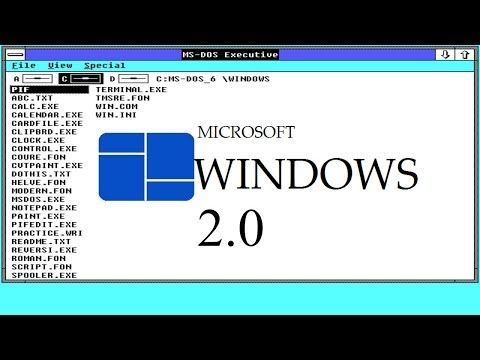 MS-DOS Executive
File View Special
A C D C:MS-DOS_6 \WINDOWS
PIF TERMINAL.EXE
ABC.TXT TMSRE.FON
CALC.EXE WIN.COM
CALENDAR.EXE WIN.INI
CARDFILE.EXE
CLIPBRD.EXE
CLOCK.EXE
CONTROL.EXE
COURE.FON
CVTPAINT.EXE
DOTHIS.TXT
HELVE.FON
MODERN.FON
MSDOS.EXE
NOTEPAD.EXE
PAINT.EXE
PIFEDIT.EXE
PRACTICE.WRI
README.TXT
REVERSI.EXE
ROMAN.FON
SCRIPT.FON
SPOOLER.EXE
MICROSOFT
WINDOWS
2.0